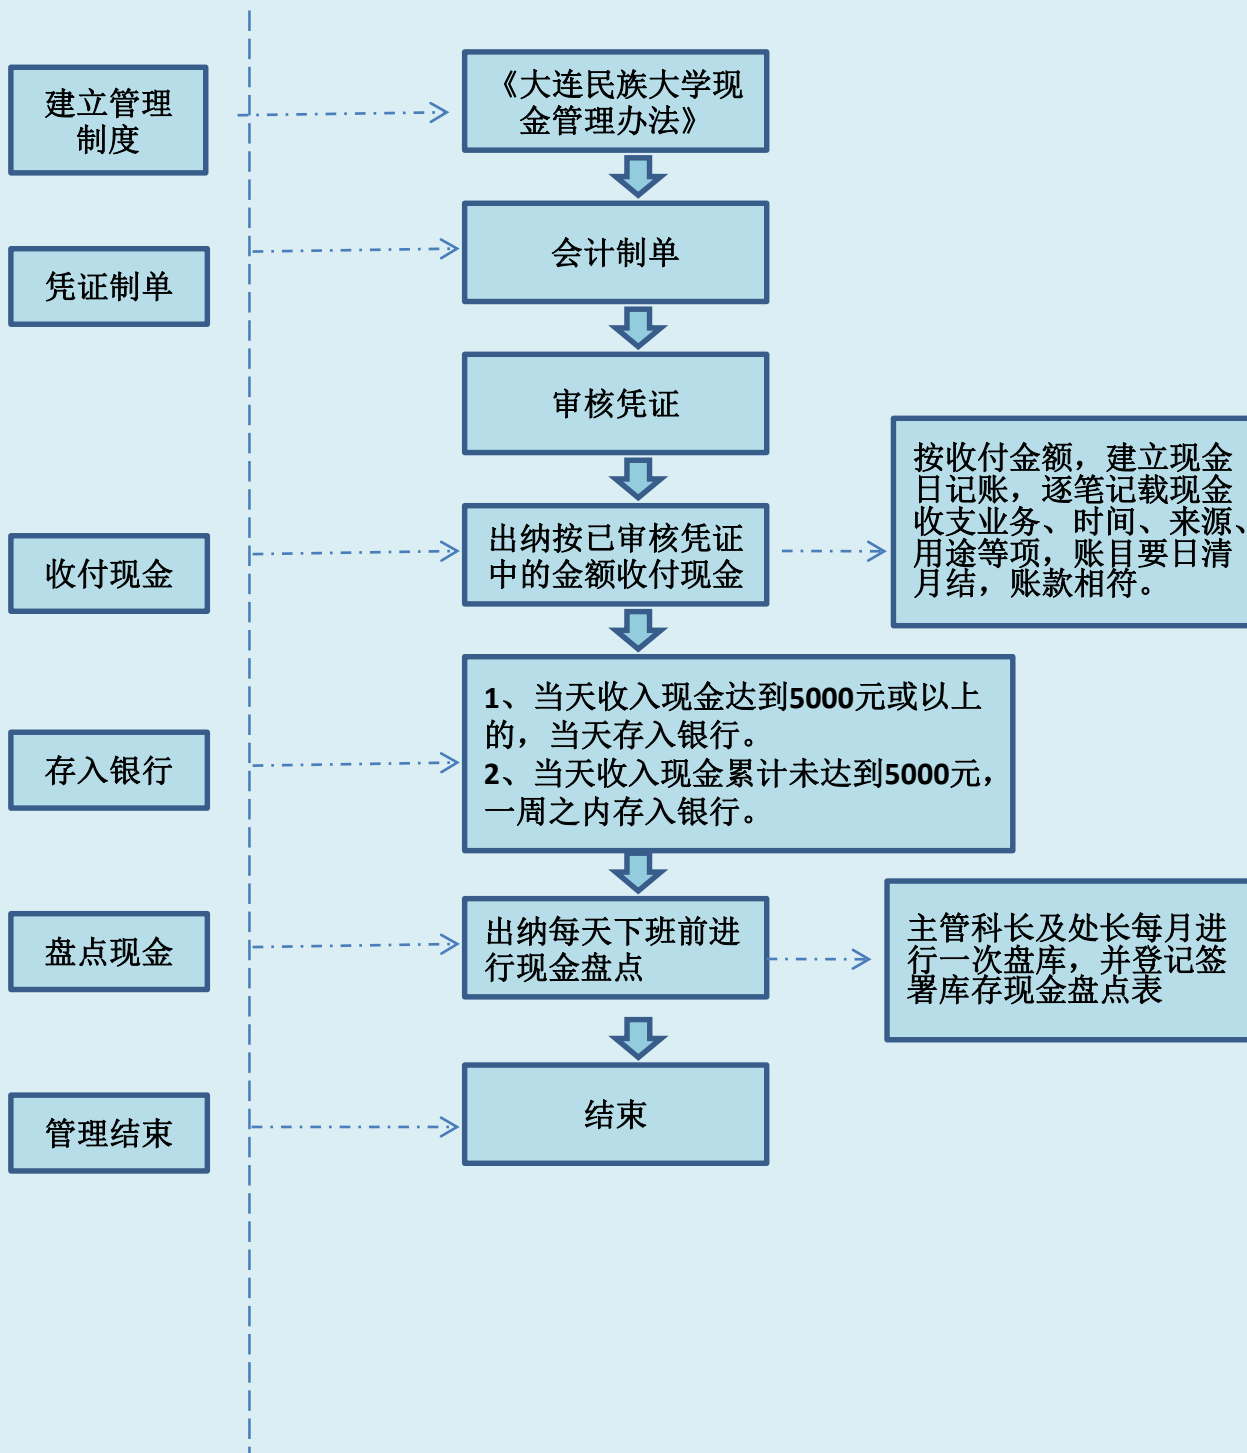 建立管理
制度
《大连民族大学现
金管理办法》
凭证制单
会计制单
审核凭证
收付现金
出纳按已审核凭证
中的金额收付现金
按收付金额，建立现金
日记账，逐笔记载现金
收支业务、时间、来源、
用途等项，账目要日清
月结，账款相符。
存入银行
1、当天收入现金达到5000元或以上
的，当天存入银行。
2、当天收入现金累计未达到5000元，
一周之内存入银行。
盘点现金
出纳每天下班前进
行现金盘点
主管科长及处长每月进
行一次盘库，并登记签
署库存现金盘点表
管理结束
结束